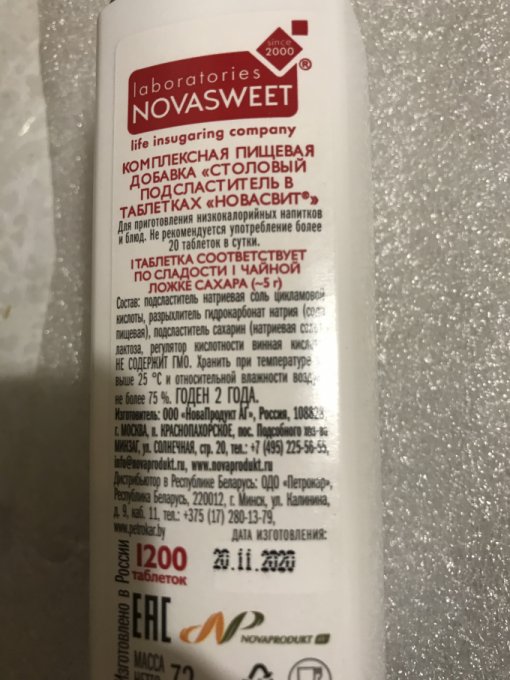 since
2000
laboratories
NOVASWEET®
life insugaring company
КОМПЛЕКСНАЯ ПИЩЕВАЯ
ДОБАВКА «СТОЛОВЫЙ
ПОДСЛАСТИТЕЛЬ В
ТАБЛЕТКАХ «НОВАСВИТ®»
Для приготовления низкокалорийных напитков
и блюд. Не рекомендуется употребление более
20 таблеток в сутки.
1 ТАБЛЕТКА СООТВЕТСТВУЕТ
ПО СЛАДОСТИ 1 ЧАЙНОЙ
ЛОЖКЕ САХАРА (~5 г)
Состав: подсластитель натриевая соль цикламовой
кислоты, разрыхлитель гидрокарбонат натрия (сода
пищевая), подсластитель сахарин (натриевая соль
лактоза, регулятор кислотности винная кислота
НЕ СОДЕРЖИТ ГМО. Хранить при температуре
выше 25 °С и относительной влажности воздуха
не более 75 %. ГОДЕН 2 ГОДА.
Изготовитель: ООО «НоваПродукт АГ», Россия, 108828,
г. МОСКВА, п. КРАСНОПАХОРСКОЕ, пос. Подсобного хоз-ва
МИНЗАГ, ул. СОЛНЕЧНАЯ, стр. 20, тел.: +7 (495) 225-56-55,
info@novaprodukt.ru, www.novaprodukt.ru
Дистрибьютор в Республике Беларусь: ОДО «Петрокар»,
Республика Беларусь, 220012, г. Минск, ул. Калинина,
д. 9, каб. 11, тел.: +375 (17) 280-13-79,
www.petrokar.by
ДАТА ИЗГОТОВЛЕНИЯ:
1200
таблеток
20.11.2020
Изготовлено в России
EAC
NP
NOVAPRODUKT
МАССА
НЕТТО
72